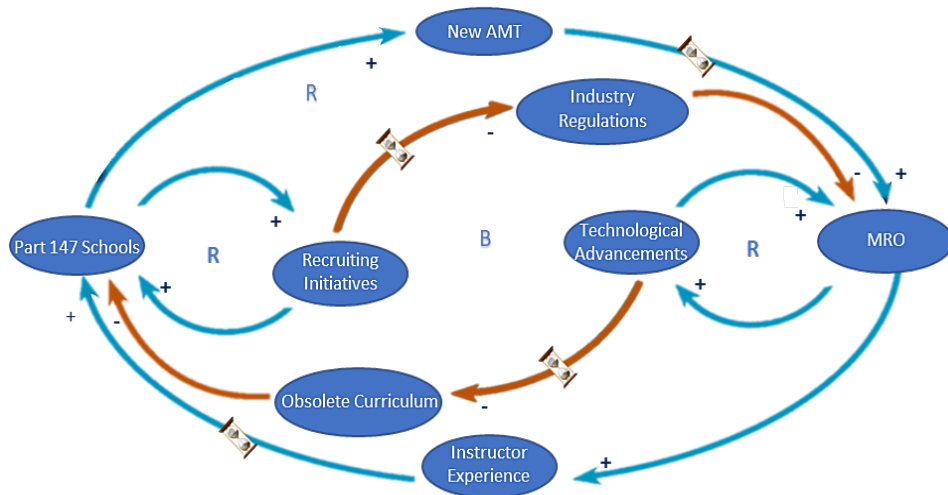 New AMT
+
R
Industry
Regulations
-
-
+
+
+
Part 147 Schools
R
Recruiting
Initiatives
B
Technological
Advancements
R
MRO
+
+
+
-
Obsolete Curriculum
-
Instructor
Experience
+